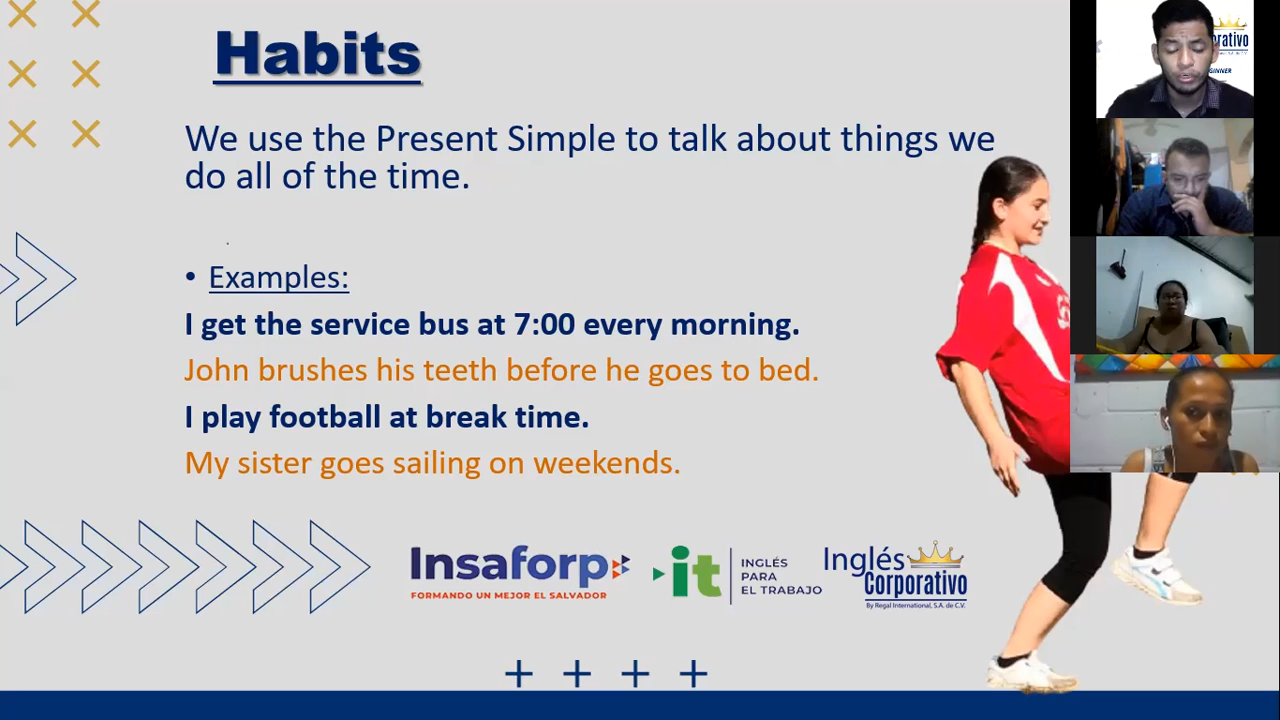 Habits
We use the Present Simple to talk about things we
do all of the time.
• Examples:
I get the service bus at 7:00 every morning.
John brushes his teeth before he goes to bed.
I play football at break time.
My sister goes sailing on weekends.
Insaforp
FORMANDO UN MEJOR EL SALVADOR
it
INGLÉS
PARA
EL TRABAJO
Inglés
Corporativo
By Regal International, S.A. de C.V.